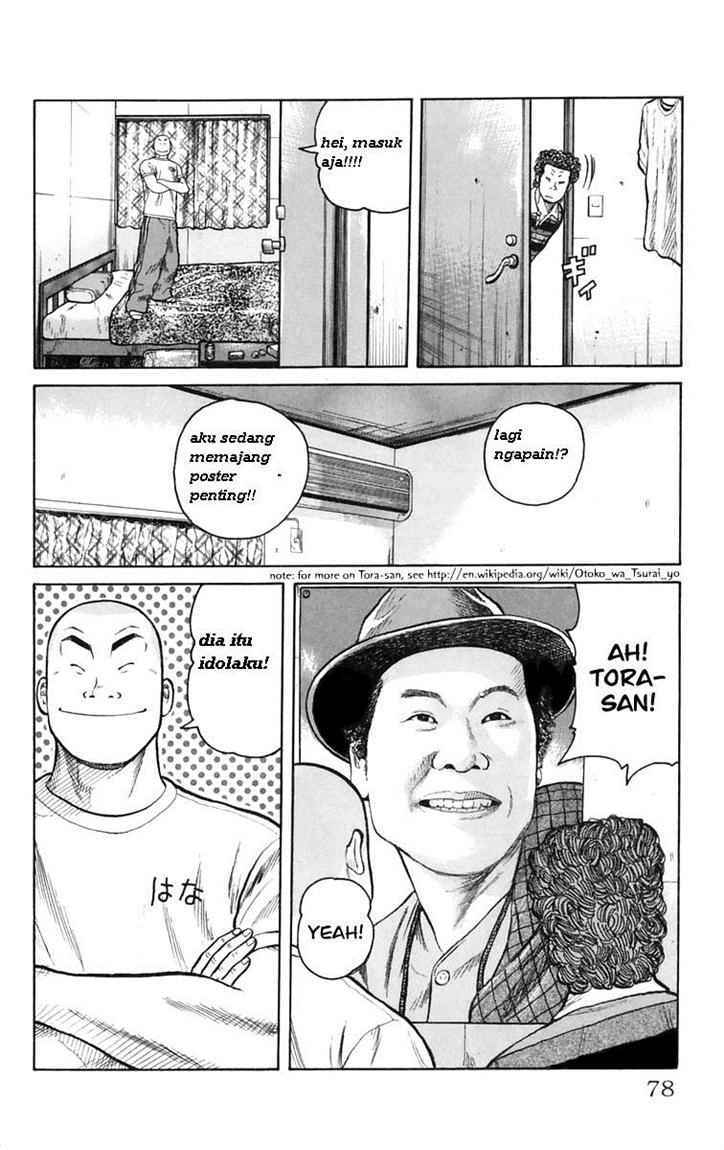 ギィ
hei, masuk
aja!!!!
lagi
ngapain!?
aku sedang
memajang
poster
penting!!
note: for more on Tora-san, see http://en.wikipedia.org/wiki/Otoko_wa_Tsurai_yo
AH!
TORA-
SAN!
YEAH!
dia itu
idolaku!
はな
78